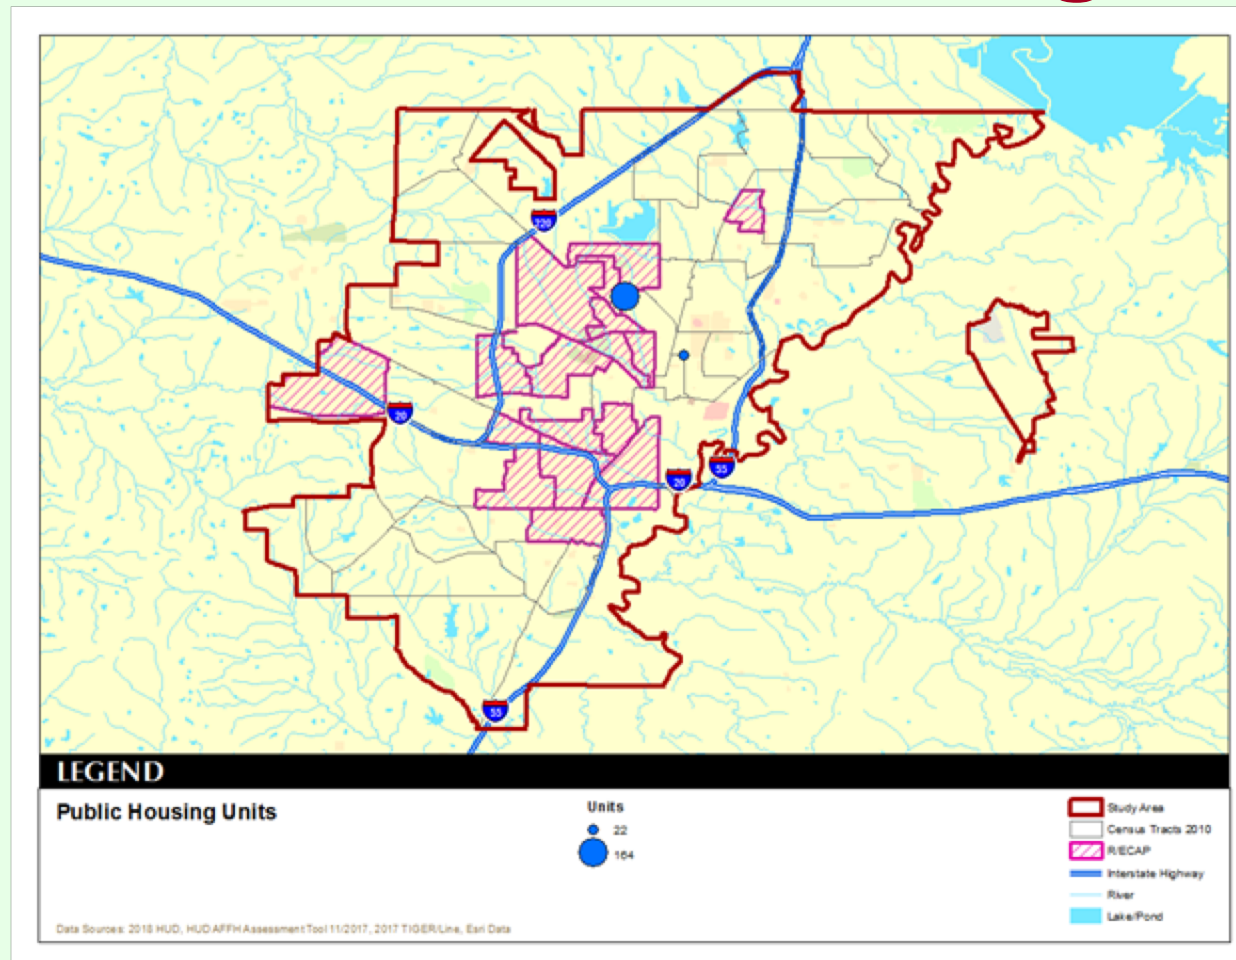 220
20
20
55
55
LEGEND
Public Housing Units
Units
22
164
Study Area
Census Tracts 2010
R/ECAP
Interstate Highway
River
Lake/Pond
Data Sources: 2018 HUD, HUD AFFH Assessment Tool 11/2017, 2017 TIGER/Line, Esri Data